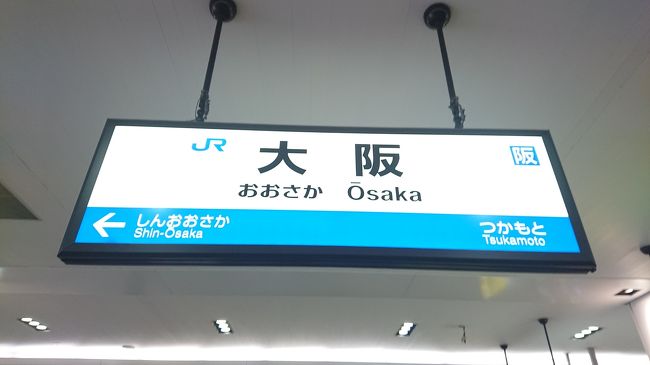 JR 大阪 阪
おおさか Ōsaka
←しんおおさか つかもと
Shin-Ōsaka Tsukamoto